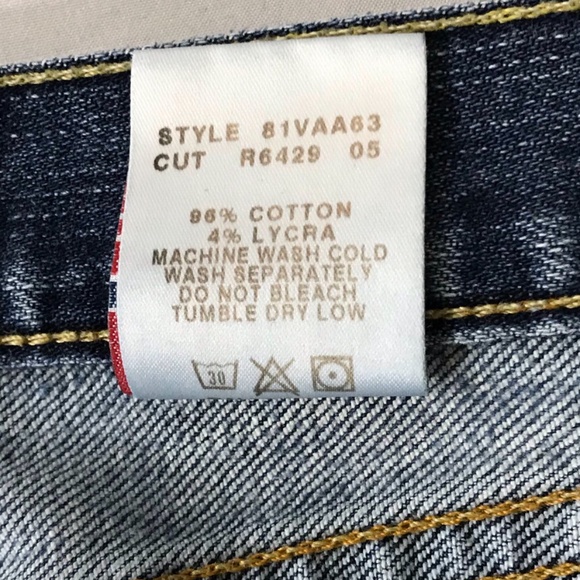 STYLE 81VAA63
CUT R6429 05
96% COTTON
4% LYCRA
MACHINE WASH COLD
WASH SEPARATELY
DO NOT BLEACH
TUMBLE DRY LOW
30